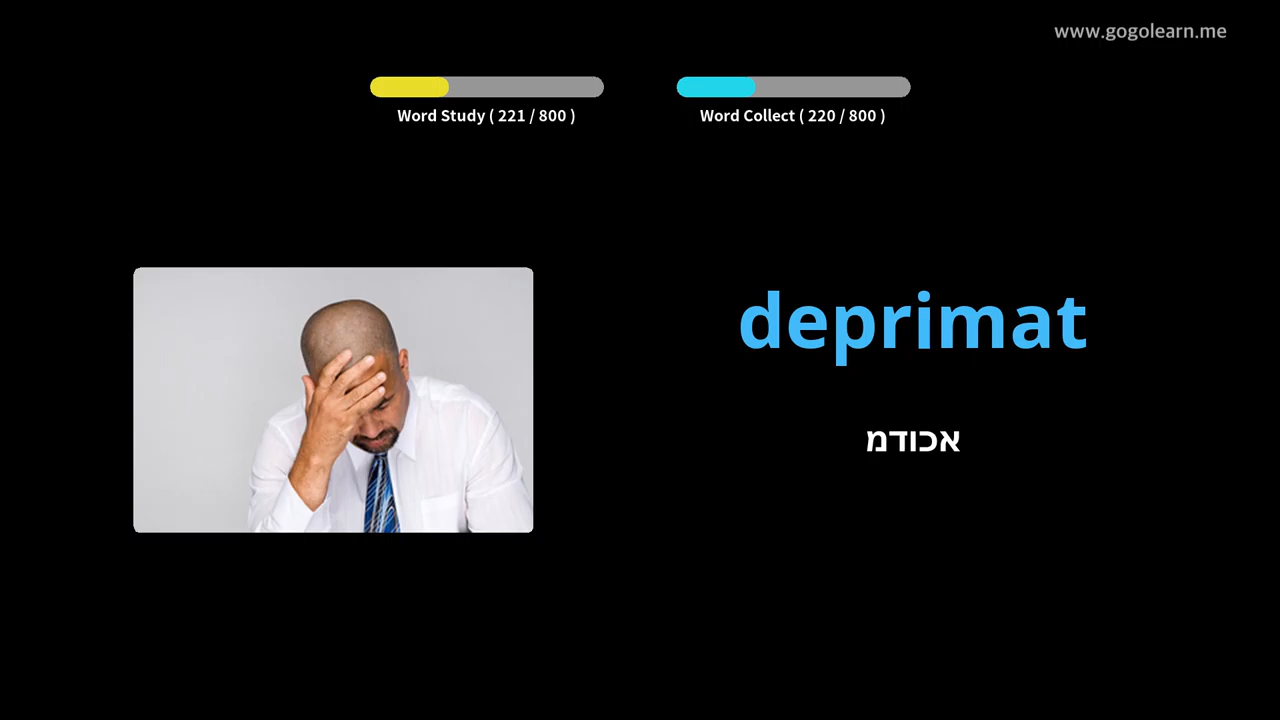 www.gogolearn.me
Word Study ( 221 / 800 )
Word Collect ( 220 / 800 )
deprimat
אכודמ